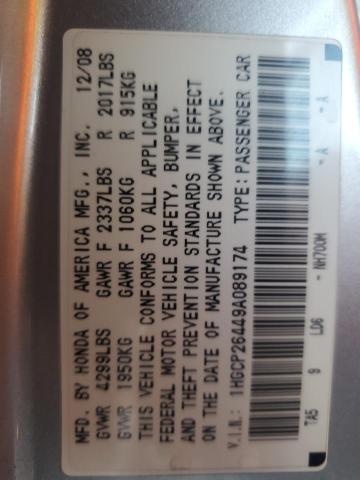 MFD. BY HONDA OF AMERICA MFG., INC. 12/08
GVWR 4299LBS GAWR F 2337LBS R 2017LBS
GVWR 1950KG GAWR F 1060KG R 915KG
THIS VEHICLE CONFORMS TO ALL APPLICABLE
FEDERAL MOTOR VEHICLE SAFETY, BUMPER,
AND THEFT PREVENTION STANDARDS IN EFFECT
ON THE DATE OF MANUFACTURE SHOWN ABOVE.
V.I.N.: 1HGCP26449A089174 TYPE: PASSENGER CAR
TA5 9 LD6 - NH700M - A - A